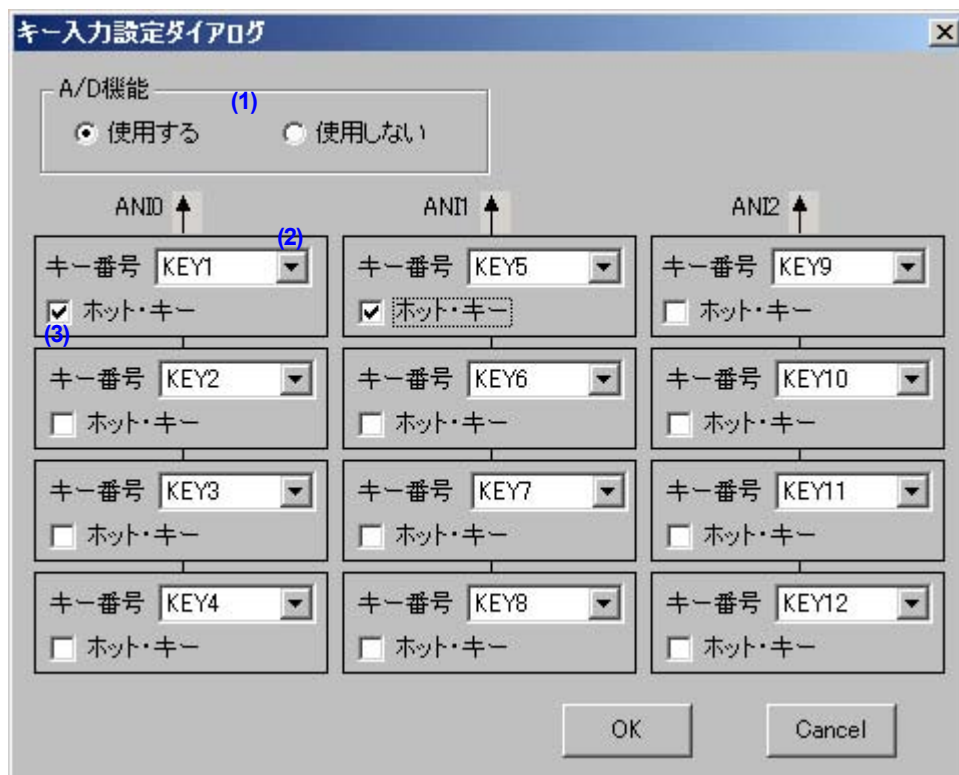 キー入力設定ダイアログ
A/D機能
(1)
使用する 使用しない
ANI0 ANI1 ANI2
(2)
キー番号 KEY1 キー番号 KEY5 キー番号 KEY9
ホット・キー ホット・キー ホット・キー
(3)
キー番号 KEY2 キー番号 KEY6 キー番号 KEY10
ホット・キー ホット・キー ホット・キー
キー番号 KEY3 キー番号 KEY7 キー番号 KEY11
ホット・キー ホット・キー ホット・キー
キー番号 KEY4 キー番号 KEY8 キー番号 KEY12
ホット・キー ホット・キー ホット・キー
OK Cancel